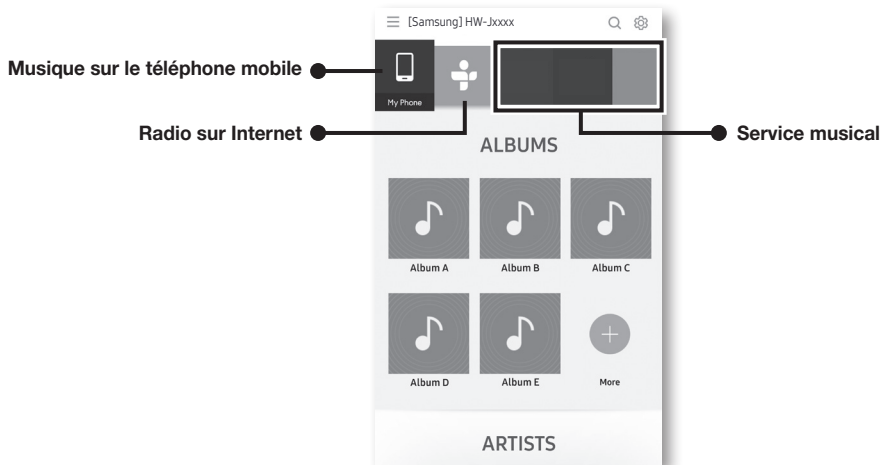 [Samsung] HW-Jxxxx
Musique sur le téléphone mobile
My Phone
Radio sur Internet
Service musical
ALBUMS
Album A Album B Album C
Album D Album E More
ARTISTS